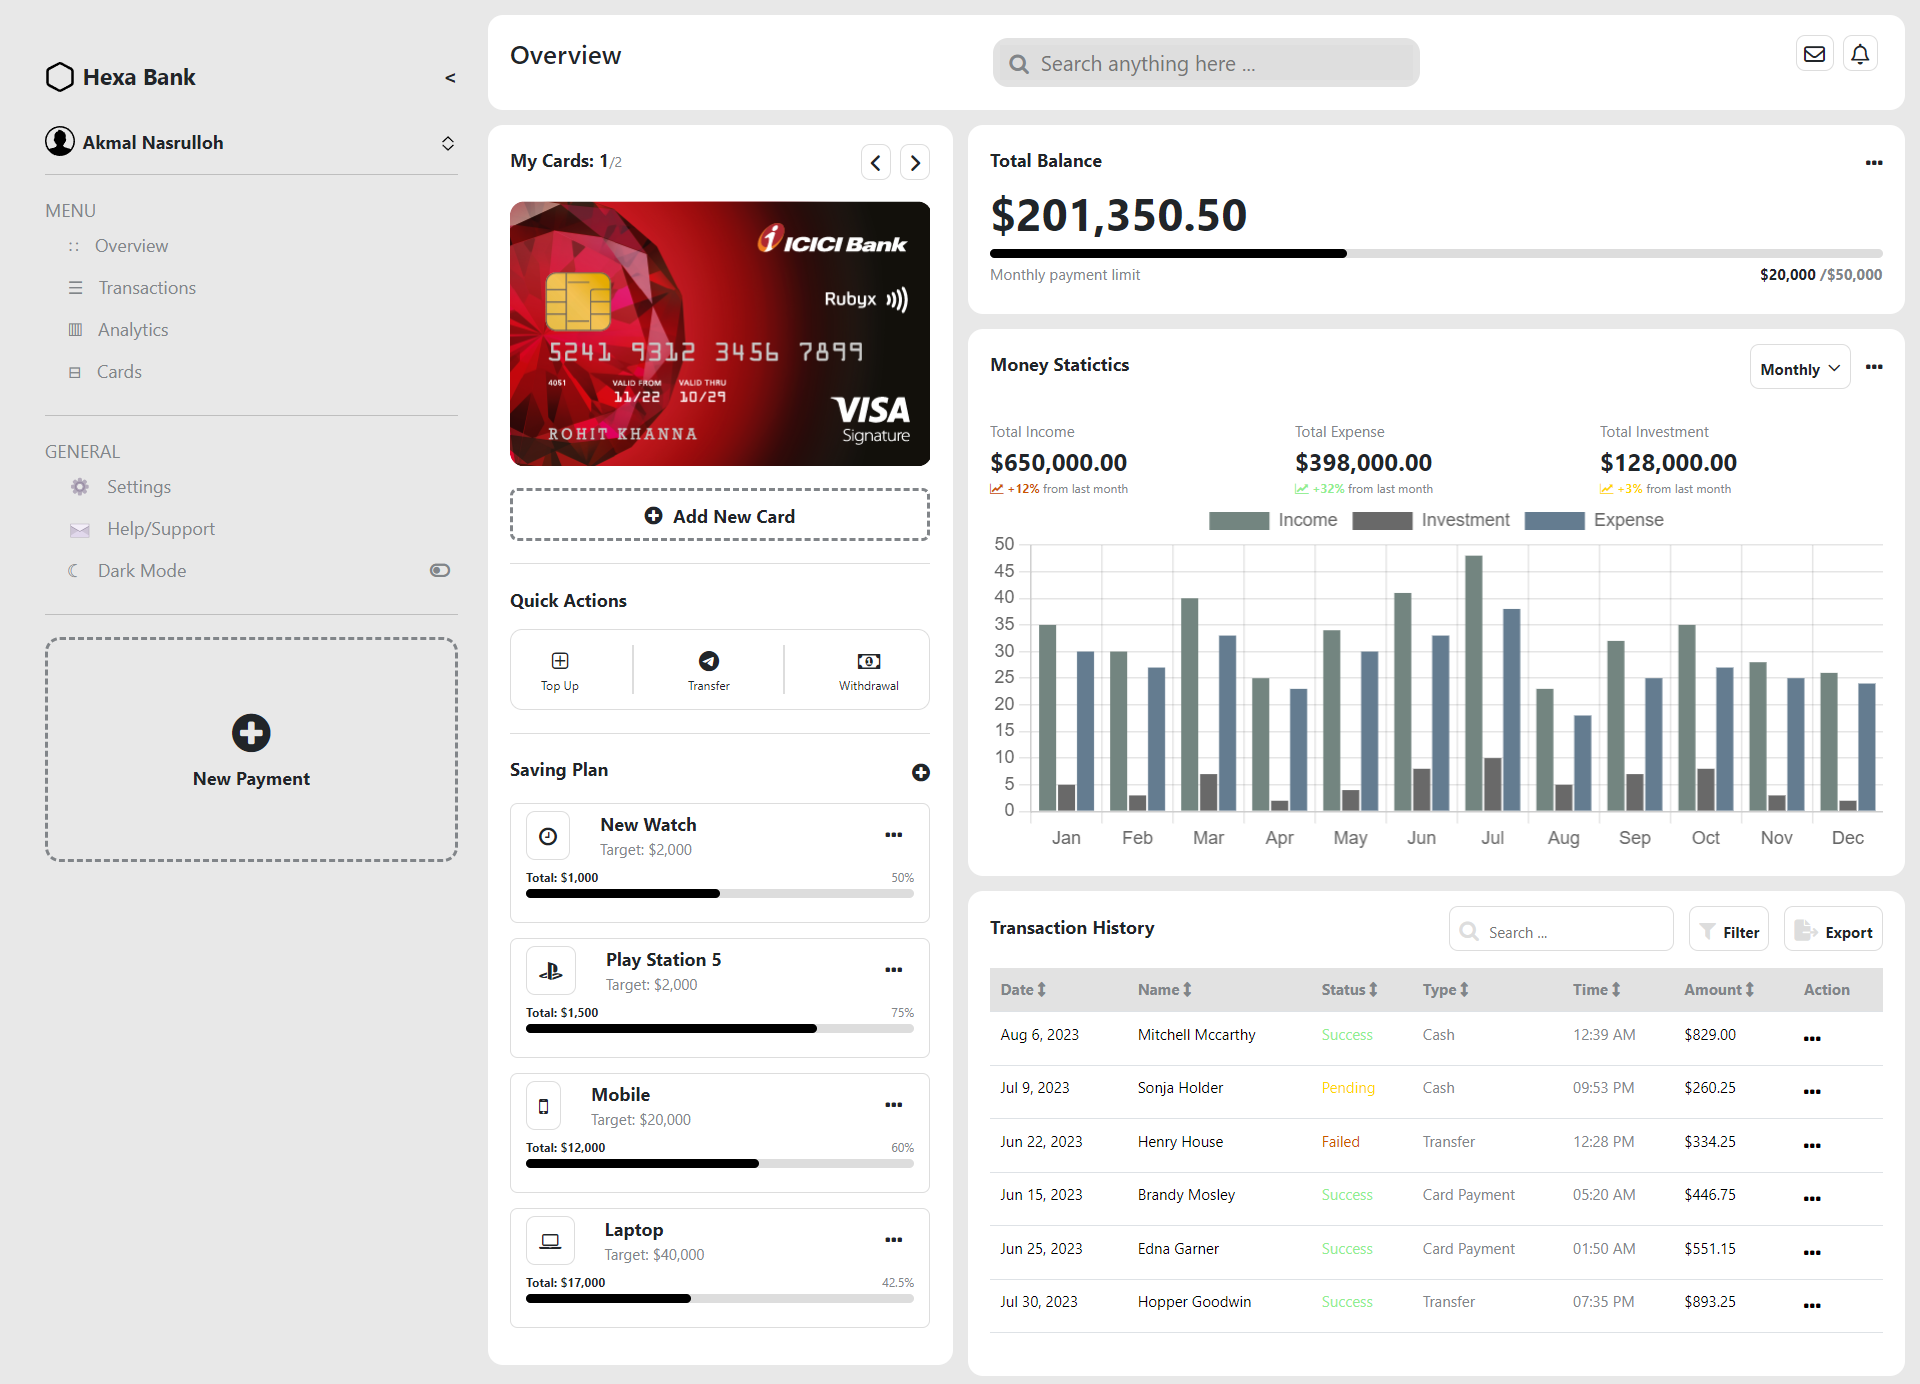 Hexa Bank
<
Akmal Nasrulloh
MENU
Overview
Transactions
Analytics
Cards
GENERAL
Settings
Help/Support
Dark Mode
New Payment
Overview
Search anything here ...
My Cards: 1/2
ICICI Bank
Rubyx
5241 9312 3456 7899
4051 VALID FROM VALID THRU
11/22 10/29
VISA
Signature
ROHIT KHANNA
Add New Card
Quick Actions
Top Up
Transfer
Withdrawal
Saving Plan
New Watch
Target: $2,000
Total: $1,000 50%
Play Station 5
Target: $2,000
Total: $1,500 75%
Mobile
Target: $20,000
Total: $12,000 60%
Laptop
Target: $40,000
Total: $17,000 42.5%
Total Balance
$201,350.50
Monthly payment limit $20,000 /$50,000
Money Statictics
Monthly
Total Income Total Expense Total Investment
$650,000.00 $398,000.00 $128,000.00
+12% from last month +32% from last month +3% from last month
Income Investment Expense
50
45
40
35
30
25
20
15
10
5
0
Jan Feb Mar Apr May Jun Jul Aug Sep Oct Nov Dec
Transaction History
Search ...
Filter
Export
Date Name Status Type Time Amount Action
Aug 6, 2023 Mitchell Mccarthy Success Cash 12:39 AM $829.00
Jul 9, 2023 Sonja Holder Pending Cash 09:53 PM $260.25
Jun 22, 2023 Henry House Failed Transfer 12:28 PM $334.25
Jun 15, 2023 Brandy Mosley Success Card Payment 05:20 AM $446.75
Jun 25, 2023 Edna Garner Success Card Payment 01:50 AM $551.15
Jul 30, 2023 Hopper Goodwin Success Transfer 07:35 PM $893.25